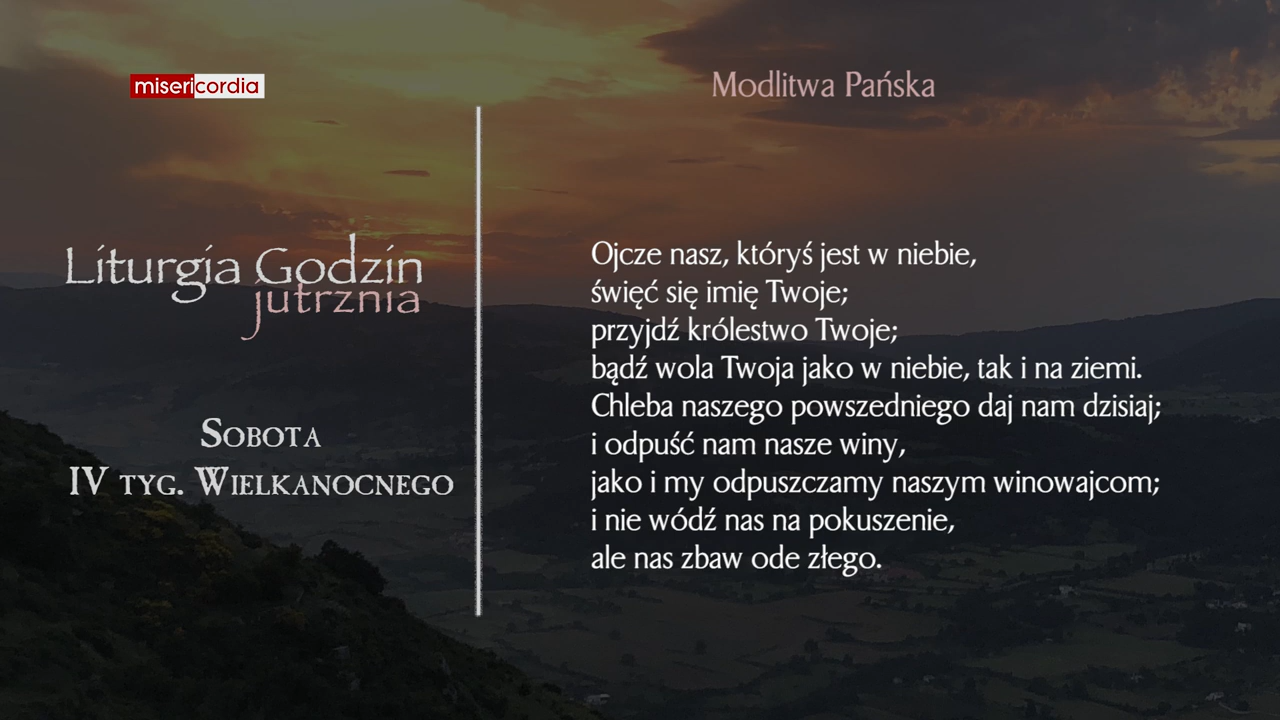 misericordia
Liturgia Godzin
jutrznia
Sobota
IV tyg. Wielkanocnego
Modlitwa Pańska
Ojcze nasz, któryś jest w niebie,
święć się imię Twoje;
przyjdź królestwo Twoje;
bądź wola Twoja jako w niebie, tak i na ziemi.
Chleba naszego powszedniego daj nam dzisiaj;
i odpuść nam nasze winy,
jako i my odpuszczamy naszym winowajcom;
i nie wódź nas na pokuszenie,
ale nas zbaw ode złego.